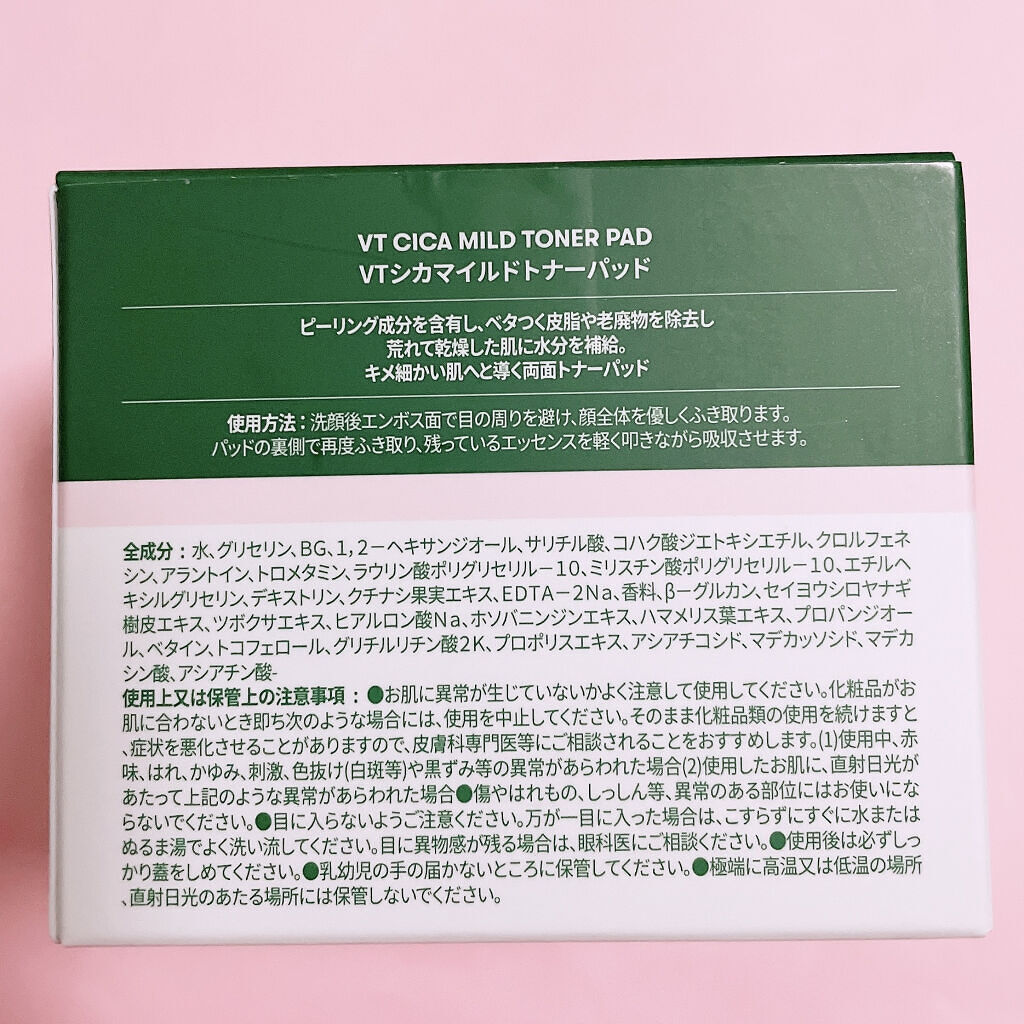 VT CICA MILD TONER PAD
VTシカマイルドトナーパッド
ピーリング成分を含有し、ベタつく皮脂や老廃物を除去し
荒れて乾燥した肌に水分を補給。
キメ細かい肌へと導く両面トナーパッド
使用方法：洗顔後エンボス面で目の周りを避け、顔全体を優しくふき取ります。
パッドの裏側で再度ふき取り、残っているエッセンスを軽く叩きながら吸収させます。
全成分：水、グリセリン、BG、1，2－ヘキサンジオール、サリチル酸、コハク酸ジエトキシエチル、クロルフェネ
シン、アラントイン、トロメタミン、ラウリン酸ポリグリセリル－10、ミリスチン酸ポリグリセリル－10、エチルヘ
キシルグリセリン、デキストリン、クチナシ果実エキス、EDTA－2Na、香料、β－グルカン、セイヨウシロヤナギ
樹皮エキス、ツボクサエキス、ヒアルロン酸Na、ホソバニンジンエキス、ハマメリス葉エキス、プロパンジオー
ル、ベタイン、トコフェロール、グリチルリチン酸2K、プロポリスエキス、アシアチコシド、マデカッソシド、マデカ
シン酸、アシアチン酸-
使用上又は保管上の注意事項：●お肌に異常が生じていないかよく注意して使用してください。化粧品がお
肌に合わないとき即ち次のような場合には、使用を中止してください。そのまま化粧品類の使用を続けますと
、症状を悪化させることがありますので、皮膚科専門医等にご相談されることをおすすめします。(1)使用中、赤
味、はれ、かゆみ、刺激、色抜け(白斑等)や黒ずみ等の異常があらわれた場合(2)使用したお肌に、直射日光が
あたって上記のような異常があらわれた場合●傷やはれもの、しっしん等、異常のある部位にはお使いにな
らないでください。●目に入らないようご注意ください。万が一目に入った場合は、こすらずにすぐに水または
ぬるま湯でよく洗い流してください。目に異物感が残る場合は、眼科医にご相談ください。●使用後は必ずしっ
かり蓋をしめてください。●乳幼児の手の届かないところに保管してください。●極端に高温又は低温の場所
、直射日光のあたる場所には保管しないでください。